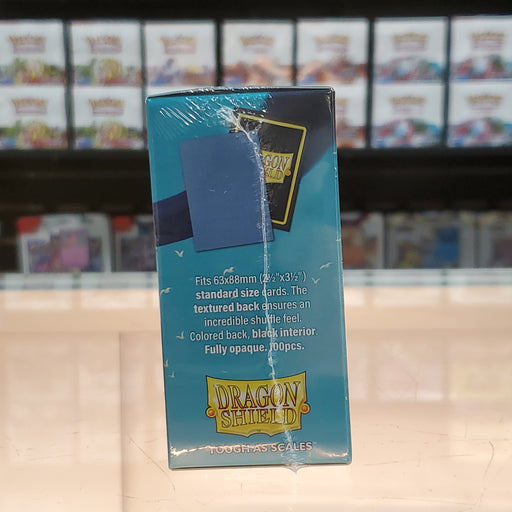 DRAGON
SHIELD
Fits 63x88mm (2½"x3½")
standard size cards. The
textured back ensures an
incredible shuffle feel.
Colored back, black interior.
Fully opaque. 100pcs.
DRAGON
SHIELD
TOUGH AS SCALES™